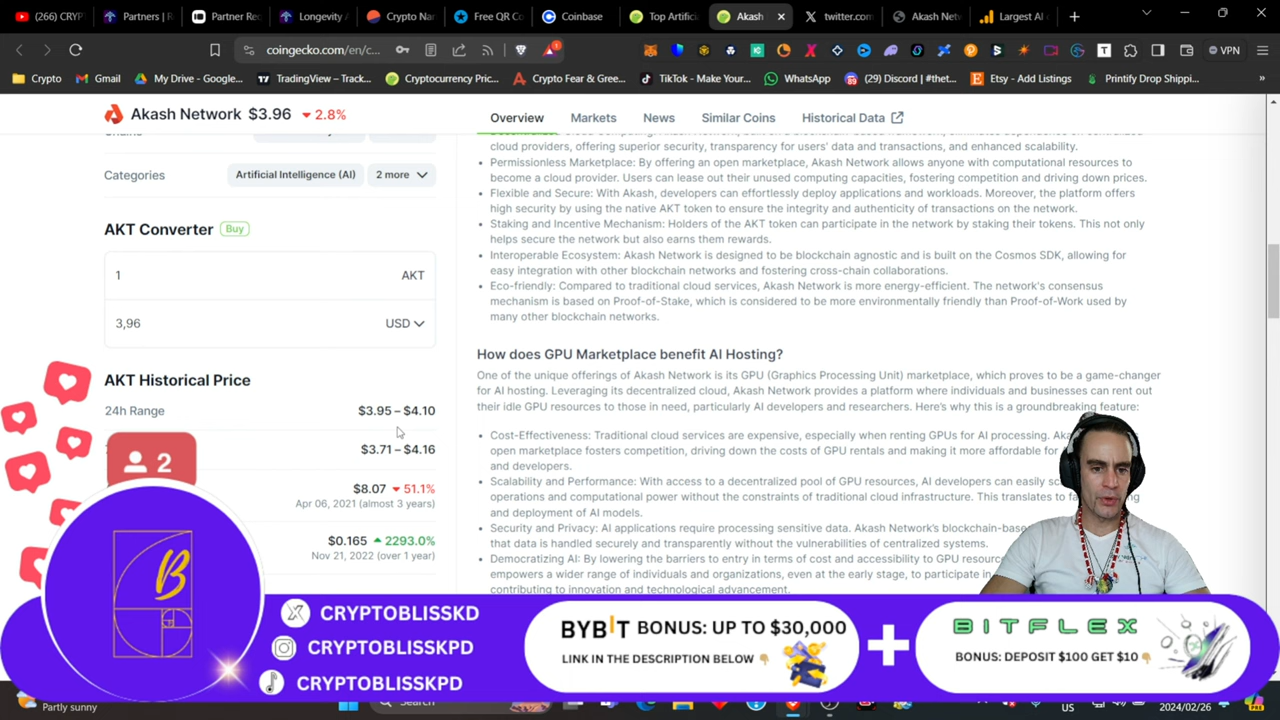 (266) CRYP
Partners | R
Partner Rec
Longevity A
Crypto Nar
Free QR Co
Coinbase
Top Artific
Akash
twitter.com
Akash Netw
Largest AI
coingecko.com/en/c...
VPN
Crypto
Gmail
My Drive - Google...
TradingView – Track...
Cryptocurrency Pric...
Crypto Fear & Gree...
TikTok - Make Your...
WhatsApp
(29) Discord | #thet...
Etsy - Add Listings
Printify Drop Shippi...
Akash Network $3.96 2.8%
Overview
Markets
News
Similar Coins
Historical Data
Categories
Artificial Intelligence (AI)
2 more
AKT Converter Buy
1 AKT
3,96 USD
AKT Historical Price
24h Range $3.95 – $4.10
$3.71 – $4.16
$8.07 51.1%
Apr 06, 2021 (almost 3 years)
$0.165 2293.0%
Nov 21, 2022 (over 1 year)
cloud providers, offering superior security, transparency for users' data and transactions, and enhanced scalability.
Permissionless Marketplace: By offering an open marketplace, Akash Network allows anyone with computational resources to
become a cloud provider. Users can lease out their unused computing capacities, fostering competition and driving down prices.
Flexible and Secure: With Akash, developers can effortlessly deploy applications and workloads. Moreover, the platform offers
high security by using the native AKT token to ensure the integrity and authenticity of transactions on the network.
Staking and Incentive Mechanism: Holders of the AKT token can participate in the network by staking their tokens. This not only
helps secure the network but also earns them rewards.
Interoperable Ecosystem: Akash Network is designed to be blockchain agnostic and is built on the Cosmos SDK, allowing for
easy integration with other blockchain networks and fostering cross-chain collaborations.
Eco-friendly: Compared to traditional cloud services, Akash Network is more energy-efficient. The network's consensus
mechanism is based on Proof-of-Stake, which is considered to be more environmentally friendly than Proof-of-Work used by
many other blockchain networks.
How does GPU Marketplace benefit AI Hosting?
One of the unique offerings of Akash Network is its GPU (Graphics Processing Unit) marketplace, which proves to be a game-changer
for AI hosting. Leveraging its decentralized cloud, Akash Network provides a platform where individuals and businesses can rent out
their idle GPU resources to those in need, particularly AI developers and researchers. Here's why this is a groundbreaking feature:
Cost-Effectiveness: Traditional cloud services are expensive, especially when renting GPUs for AI processing.
open marketplace fosters competition, driving down the costs of GPU rentals and making it more affordable for
and developers.
Scalability and Performance: With access to a decentralized pool of GPU resources, AI developers can easily
operations and computational power without the constraints of traditional cloud infrastructure. This translates to
and deployment of AI models.
Security and Privacy: AI applications require processing sensitive data. Akash Network's
that data is handled securely and transparently without the vulnerabilities of centralized systems.
Democratizing AI: By lowering the barriers to entry in terms of cost and accessibility to GPU
empowers a wider range of individuals and organizations, even at the early stage, to participate in
contributing to innovation and technological advancement.
2
B
CRYPTOBLISSKD
CRYPTOBLISSKPD
CRYPTOBLISSKPD
BYBIT BONUS: UP TO $30,000
LINK IN THE DESCRIPTION BELOW
+
BITFLEX
BONUS: DEPOSIT $100 GET $10
Partly sunny
Search
US
2024/02/26